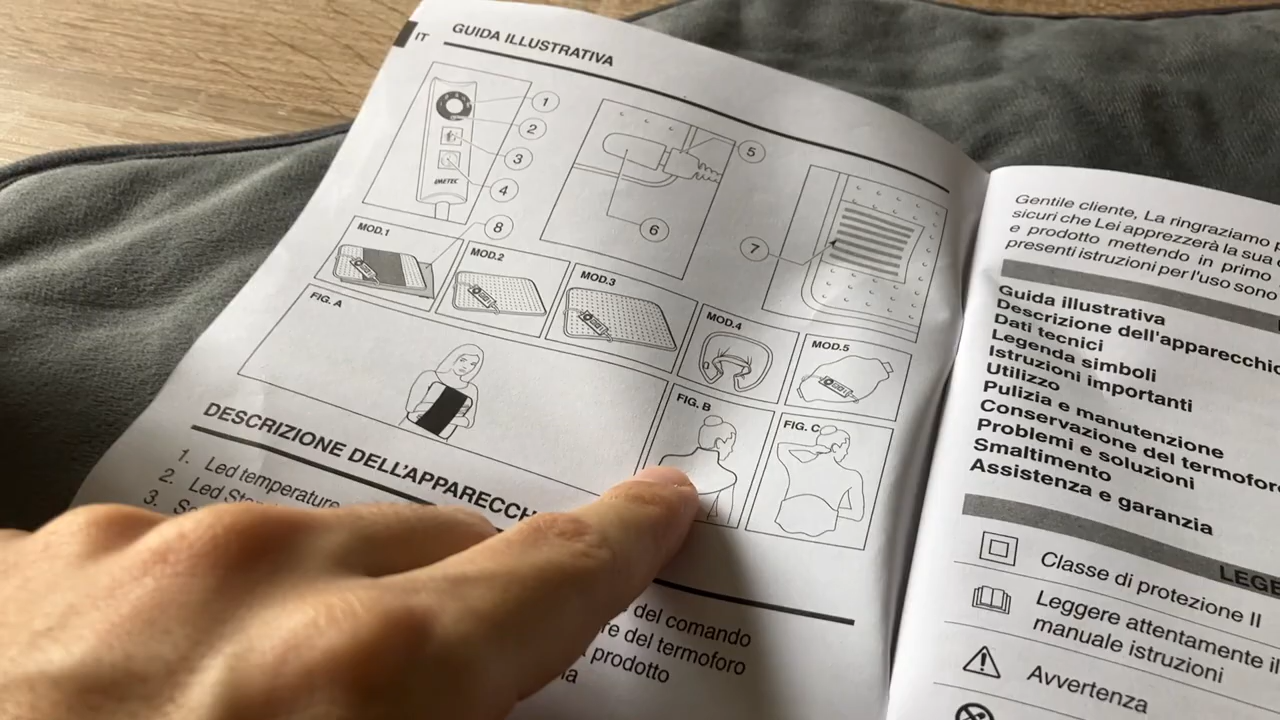 IT
GUIDA ILLUSTRATIVA
1
2
3
4
IMETEC
5
6
7
8
MOD.1
MOD.2
MOD.3
MOD.4
MOD.5
FIG. A
FIG. B
FIG. C
DESCRIZIONE DELL'APPARECCH
1. Led temperature
2. Led
3.
del comando
re del termoforo
prodotto
Gentile cliente, La ringraziamo
sicuri che Lei apprezzerà la sua
e prodotto mettendo in primo
presenti istruzioni per l'uso sono
Guida illustrativa
Descrizione dell'apparecchio
Dati tecnici
Legenda simboli
Istruzioni importanti
Utilizzo
Pulizia e manutenzione
Conservazione del termoforo
Problemi e soluzioni
Smaltimento
Assistenza e garanzia
LEGE
Classe di protezione II
Leggere attentamente il
manuale istruzioni
Avvertenza